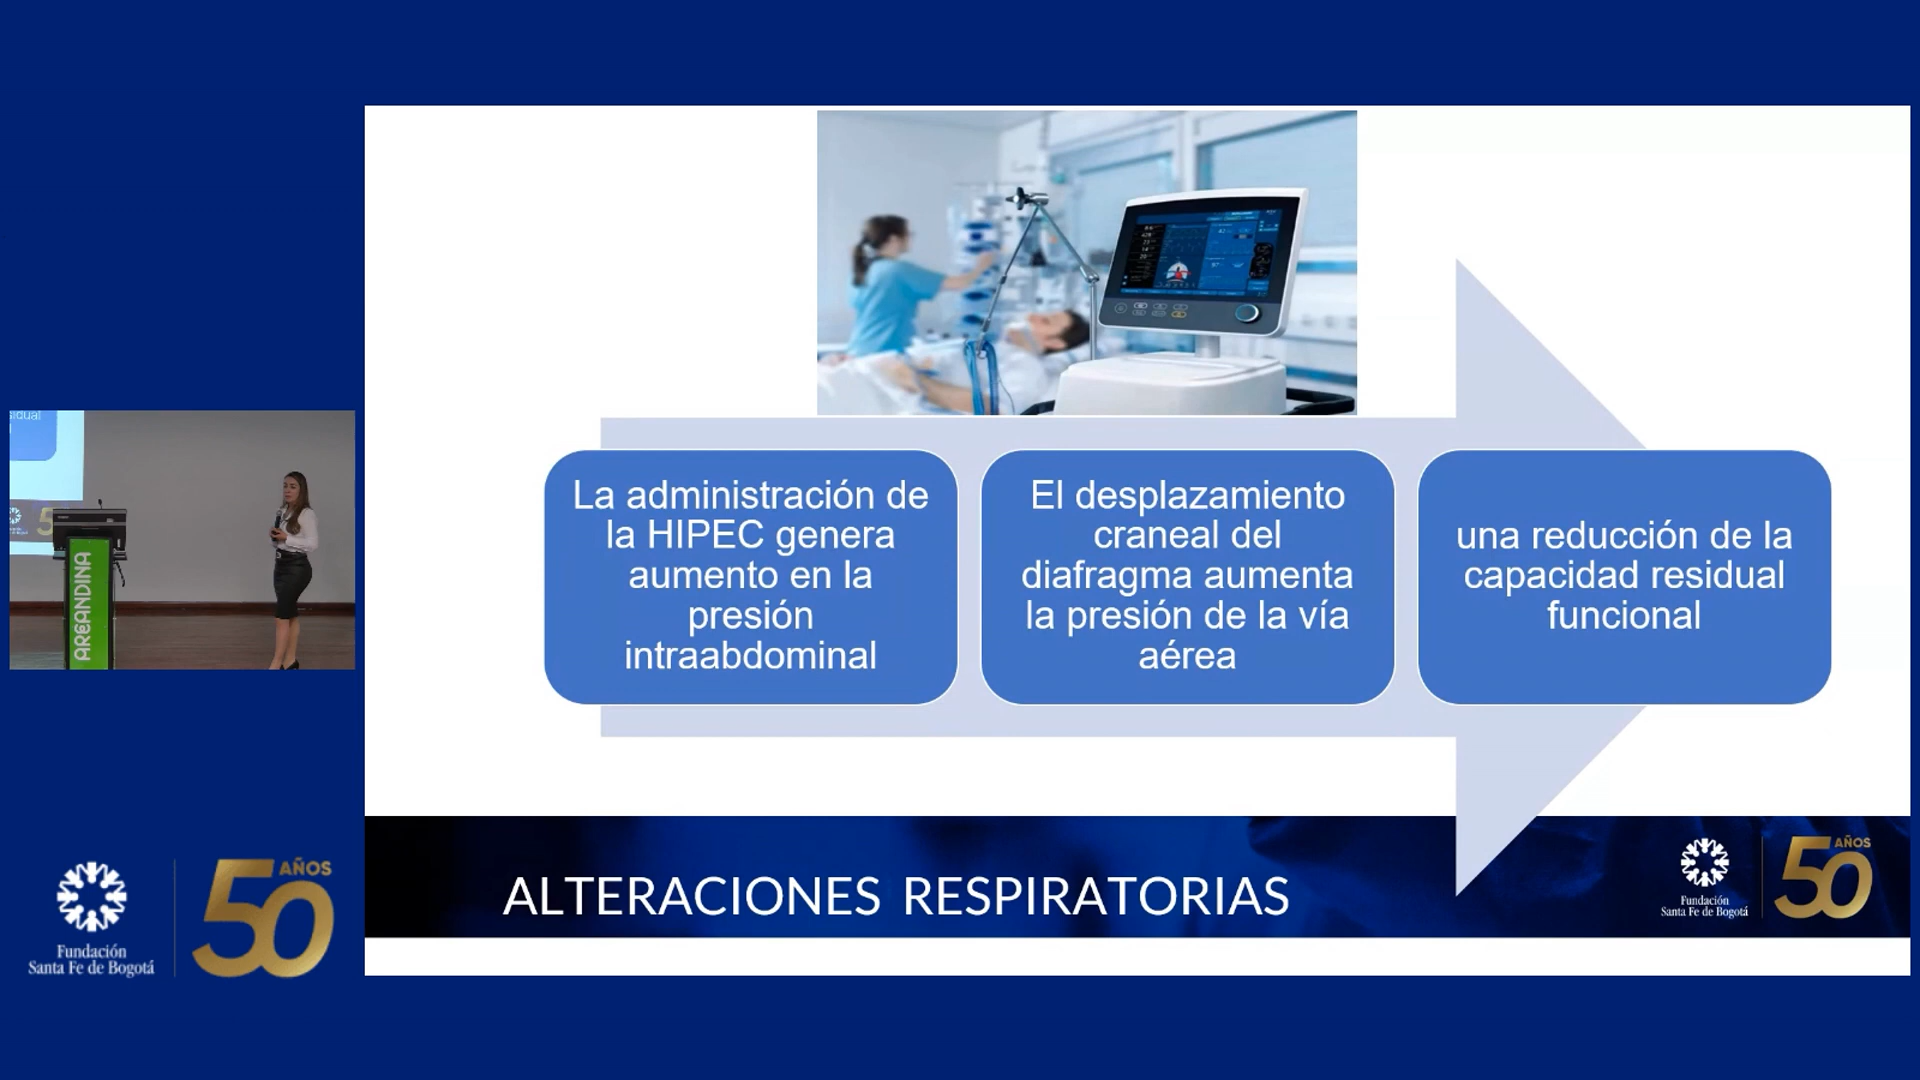 La administración de
la HIPEC genera
aumento en la
presión
intraabdominal
El desplazamiento
craneal del
diafragma aumenta
la presión de la vía
aérea
una reducción de la
capacidad residual
funcional
ALTERACIONES RESPIRATORIAS
Fundación
Santa Fe de Bogotá
50 AÑOS
AREANDINA
Fundación
Santa Fe de Bogotá
50 AÑOS